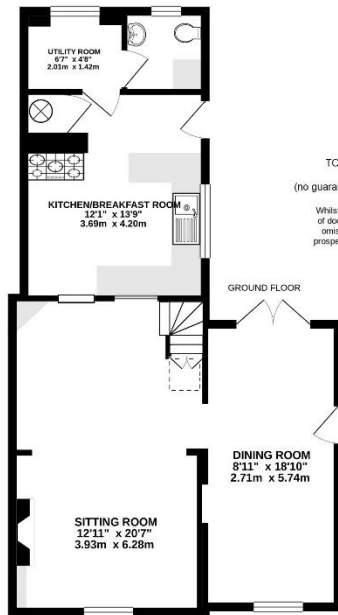 UTILITY ROOM
6'7" x 4'8"
2.01m x 1.42m
KITCHEN/BREAKFAST ROOM
12'1" x 13'9"
3.69m x 4.20m
TO
(no guara
Whils
of doo
omis
prospe
GROUND FLOOR
DINING ROOM
8'11" x 18'10"
2.71m x 5.74m
SITTING ROOM
12'11" x 20'7"
3.93m x 6.28m